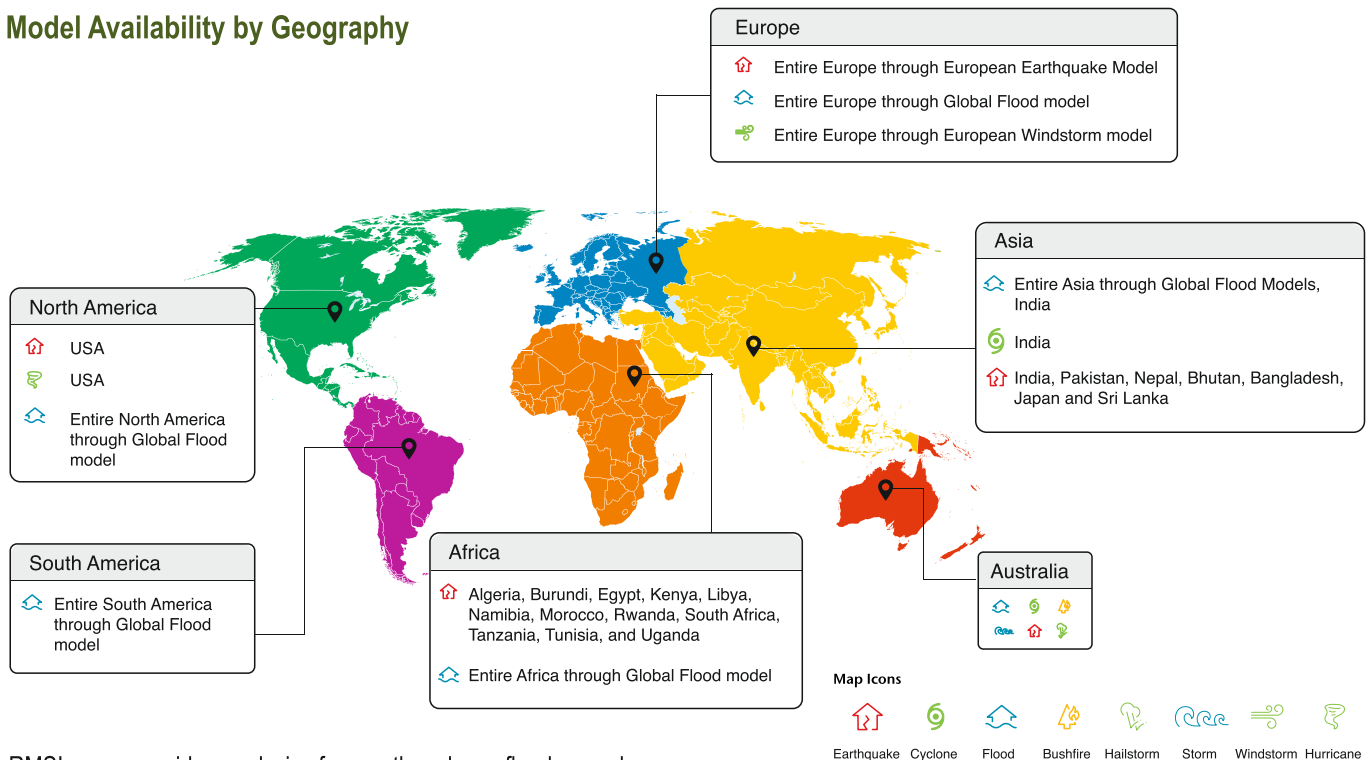 Model Availability by Geography
Europe
Entire Europe through European Earthquake Model
Entire Europe through Global Flood model
Entire Europe through European Windstorm model
Asia
Entire Asia through Global Flood Models,
India
India
India, Pakistan, Nepal, Bhutan, Bangladesh,
Japan and Sri Lanka
North America
USA
USA
Entire North America
through Global Flood
model
South America
Entire South America
through Global Flood
model
Africa
Algeria, Burundi, Egypt, Kenya, Libya,
Namibia, Morocco, Rwanda, South Africa,
Tanzania, Tunisia, and Uganda
Entire Africa through Global Flood model
Australia
Map Icons
Earthquake Cyclone Flood Bushfire Hailstorm Storm Windstorm Hurricane